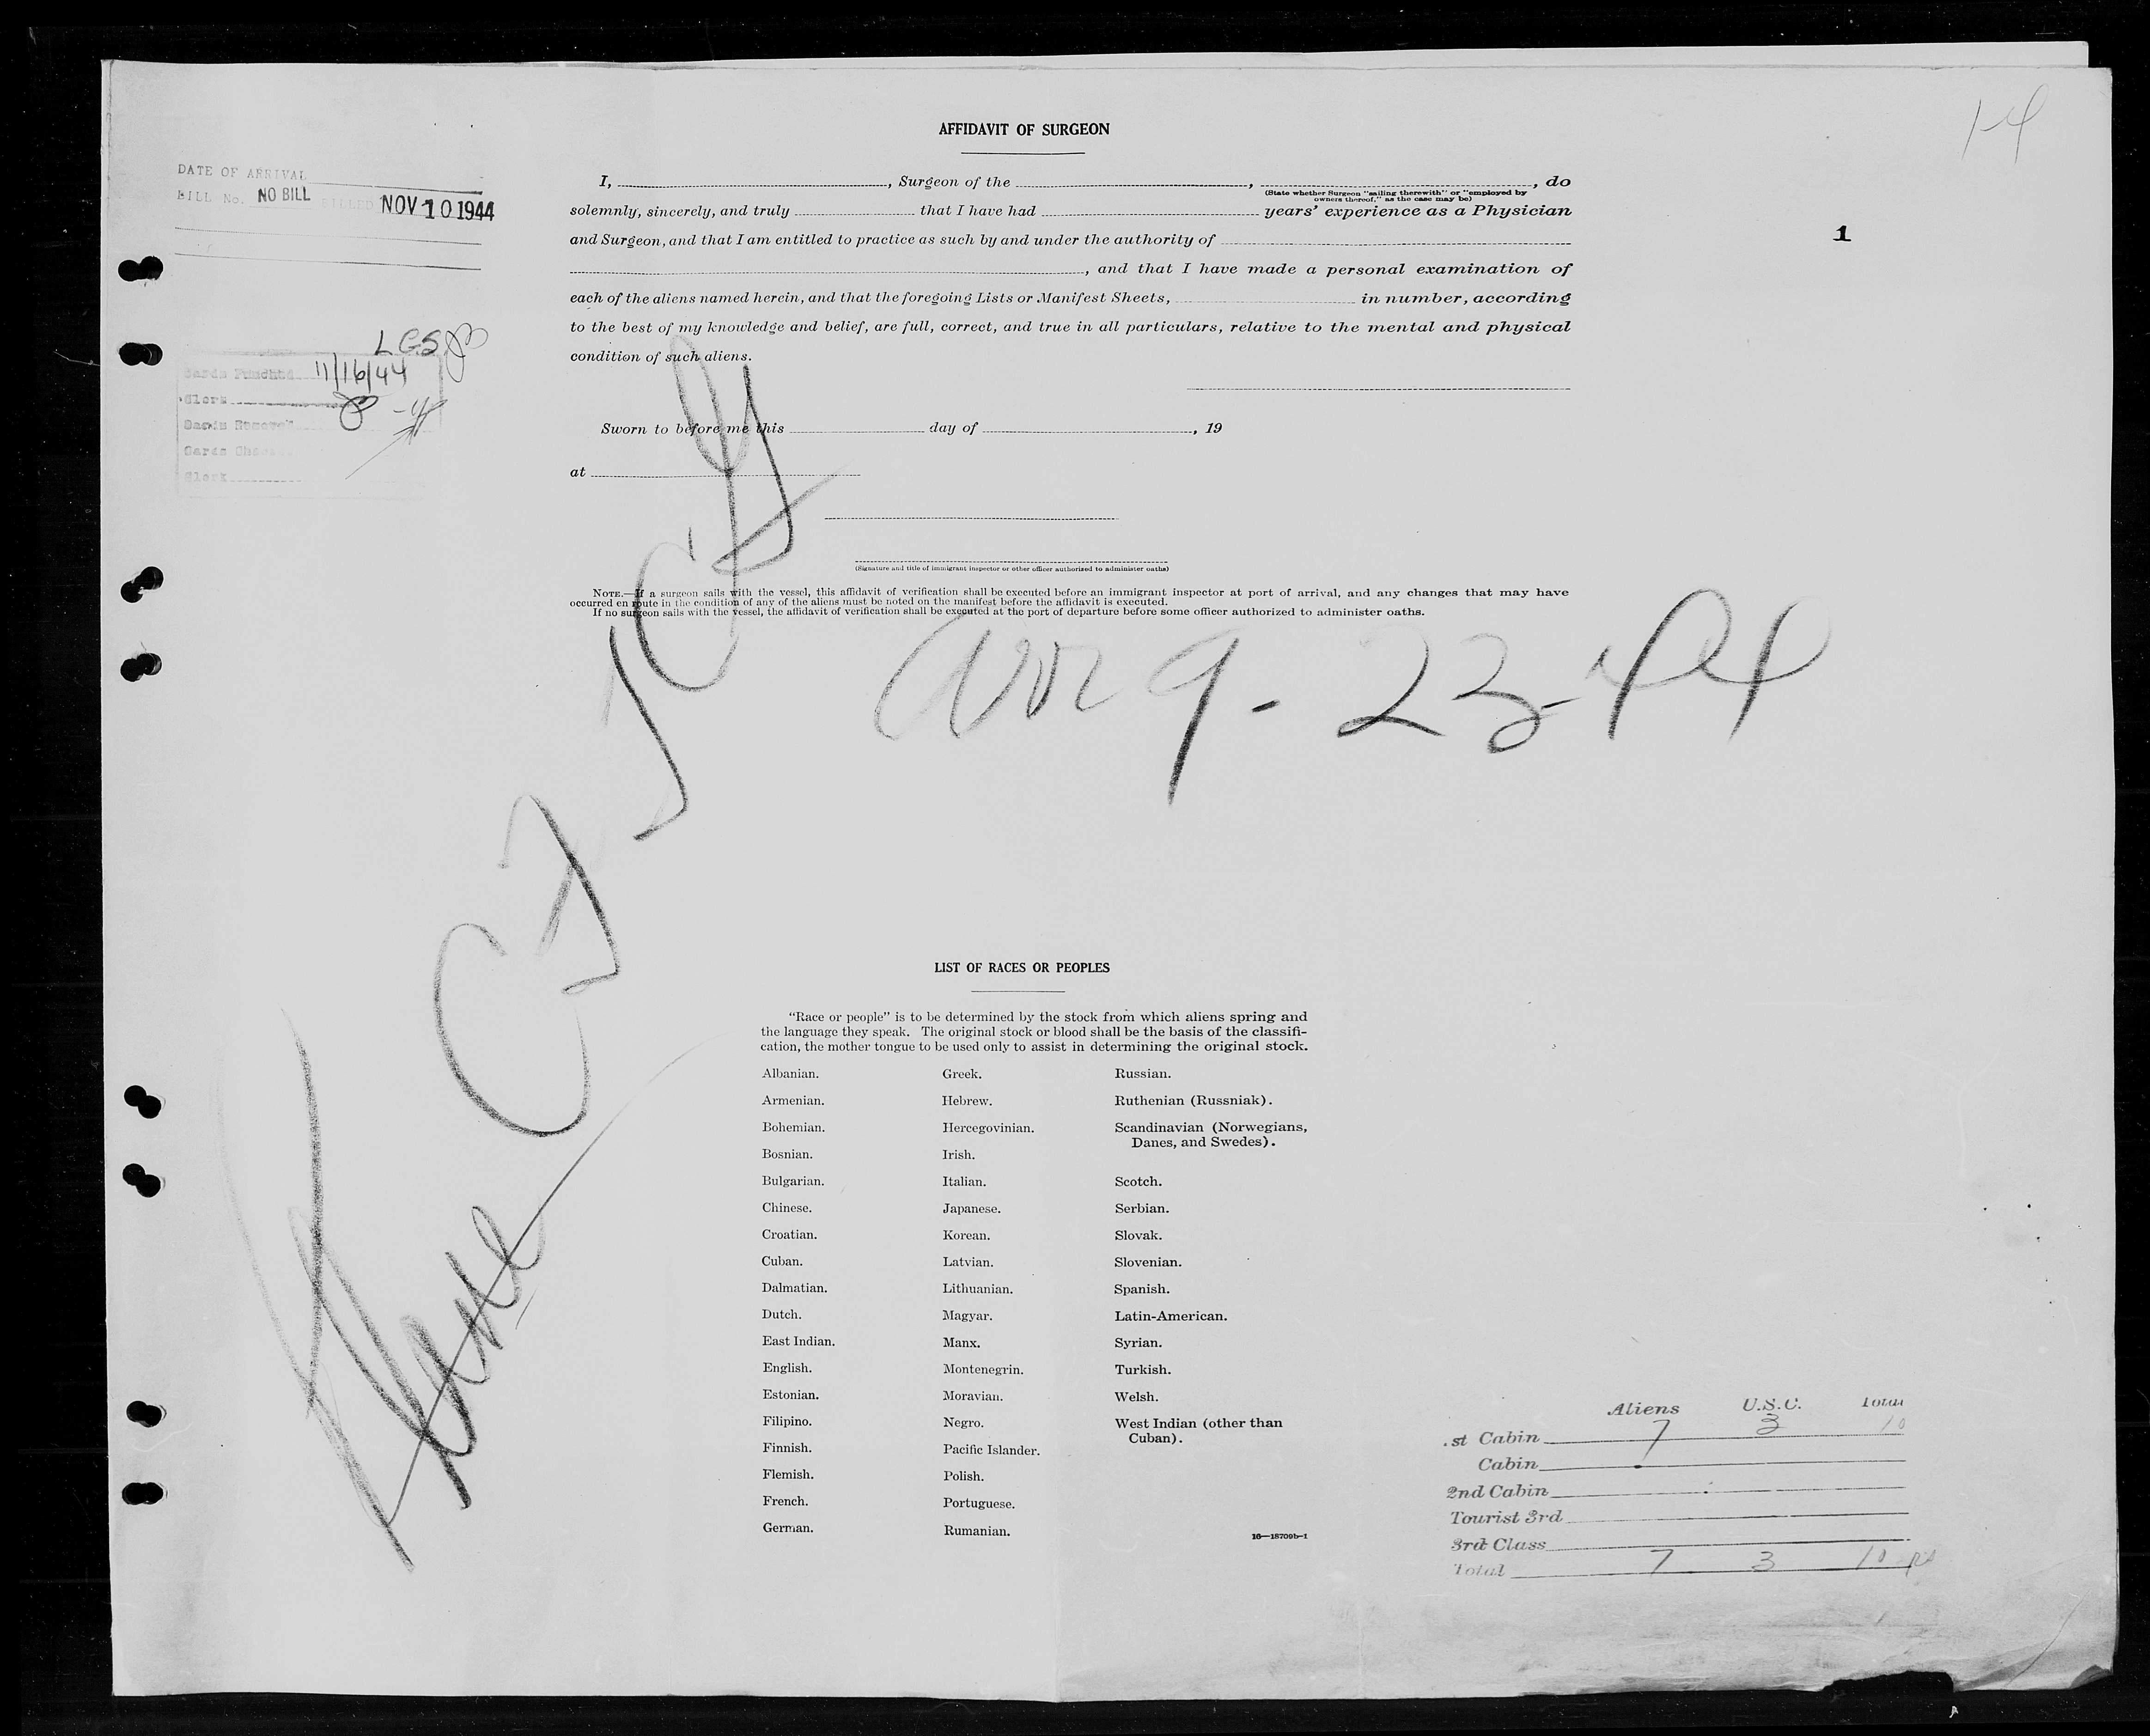 AFFIDAVIT OF SURGEON
14
DATE OF ARRIVAL
BILL No. NO BILL BILLED NOV 10 1944
I, , Surgeon of the , , do
(State whether Surgeon "sailing therewith" or "employed by
owners thereof," as the case may be)
solemnly, sincerely, and truly that I have had years' experience as a Physician
and Surgeon, and that I am entitled to practice as such by and under the authority of
1
, and that I have made a personal examination of
each of the aliens named herein, and that the foregoing Lists or Manifest Sheets, in number, according
to the best of my knowledge and belief, are full, correct, and true in all particulars, relative to the mental and physical
condition of such aliens.
Cards Punched 11/16/44
Clerk
Cards
Clerk
Sworn to before me this day of , 19
at
(Signature and title of immigrant inspector or other officer authorized to administer oaths)
NOTE.—If a surgeon sails with the vessel, this affidavit of verification shall be executed before an immigrant inspector at port of arrival, and any changes that may have
occurred en route in the condition of any of the aliens must be noted on the manifest before the affidavit is executed.
If no surgeon sails with the vessel, the affidavit of verification shall be executed at the port of departure before some officer authorized to administer oaths.
arr 9-23-44
LIST OF RACES OR PEOPLES
"Race or people" is to be determined by the stock from which aliens spring and
the language they speak. The original stock or blood shall be the basis of the classifi-
cation, the mother tongue to be used only to assist in determining the original stock.
Albanian. Greek. Russian.
Armenian. Hebrew. Ruthenian (Russniak).
Bohemian. Hercegovinian. Scandinavian (Norwegians,
Danes, and Swedes).
Bosnian. Irish.
Bulgarian. Italian. Scotch.
Chinese. Japanese. Serbian.
Croatian. Korean. Slovak.
Cuban. Latvian. Slovenian.
Dalmatian. Lithuanian. Spanish.
Dutch. Magyar. Latin-American.
East Indian. Manx. Syrian.
English. Montenegrin. Turkish.
Estonian. Moravian. Welsh.
Filipino. Negro. West Indian (other than
Cuban).
Finnish. Pacific Islander.
Flemish. Polish.
French. Portuguese.
German. Rumanian.
16—18709b-1
Aliens U.S.C. Total
1st Cabin 7 3 10
Cabin
2nd Cabin
Tourist 3rd
3rd Class
Total 7 3 10